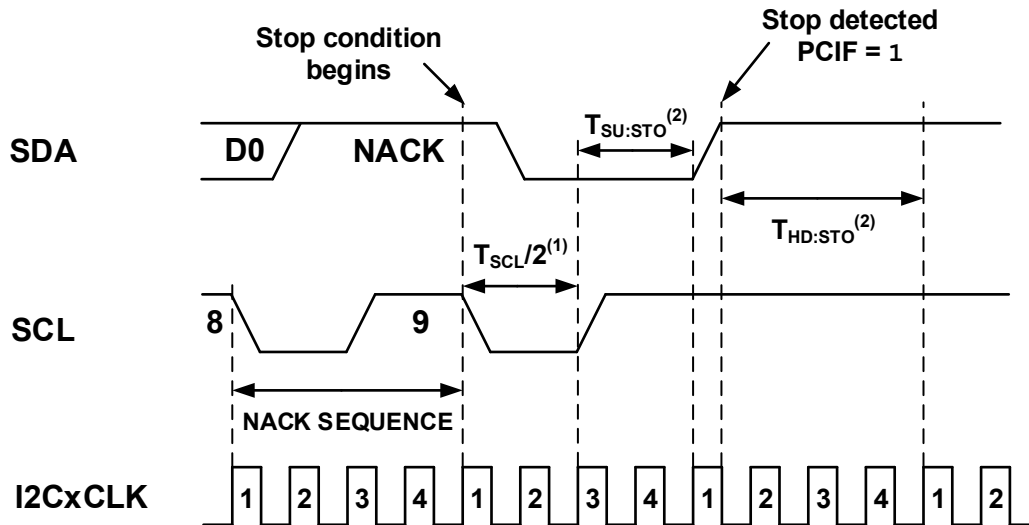 Stop condition
begins
Stop detected
PCIF = 1
SDA
D0
NACK
TSU:STO(2)
THD:STO(2)
TSCL/2(1)
SCL
8
9
NACK SEQUENCE
I2CxCLK
1 2 3 4 1 2 3 4 1 2 3 4 1 2